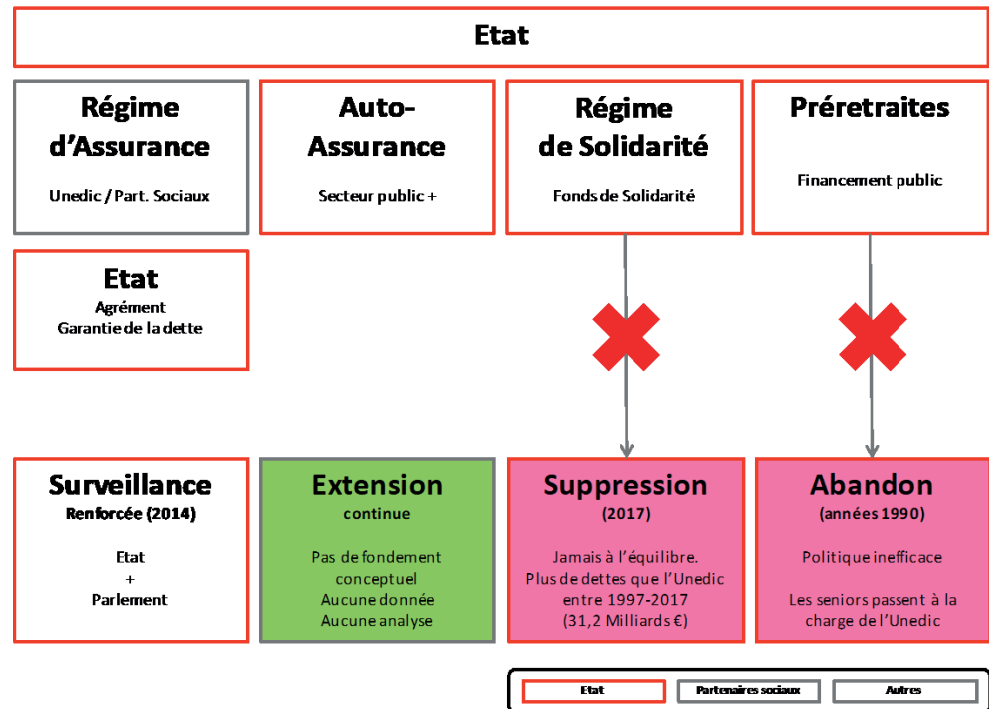 Etat
Régime
d'Assurance
Unedic / Part. Sociaux
Auto-
Assurance
Secteur public +
Régime
de Solidarité
Fonds de Solidarité
Préretraites
Financement public
Etat
Agrément
Garantie de la dette
Surveillance
Renforcée (2014)
Etat
+
Parlement
Extension
continue
Pas de fondement
conceptuel
Aucune donnée
Aucune analyse
Suppression
(2017)
Jamais à l'équilibre.
Plus de dettes que l'Unedic
entre 1997-2017
(31,2 Milliards €)
Abandon
(années 1990)
Politique inefficace
Les seniors passent à la
charge de l'Unedic
Etat
Partenaires sociaux
Autres